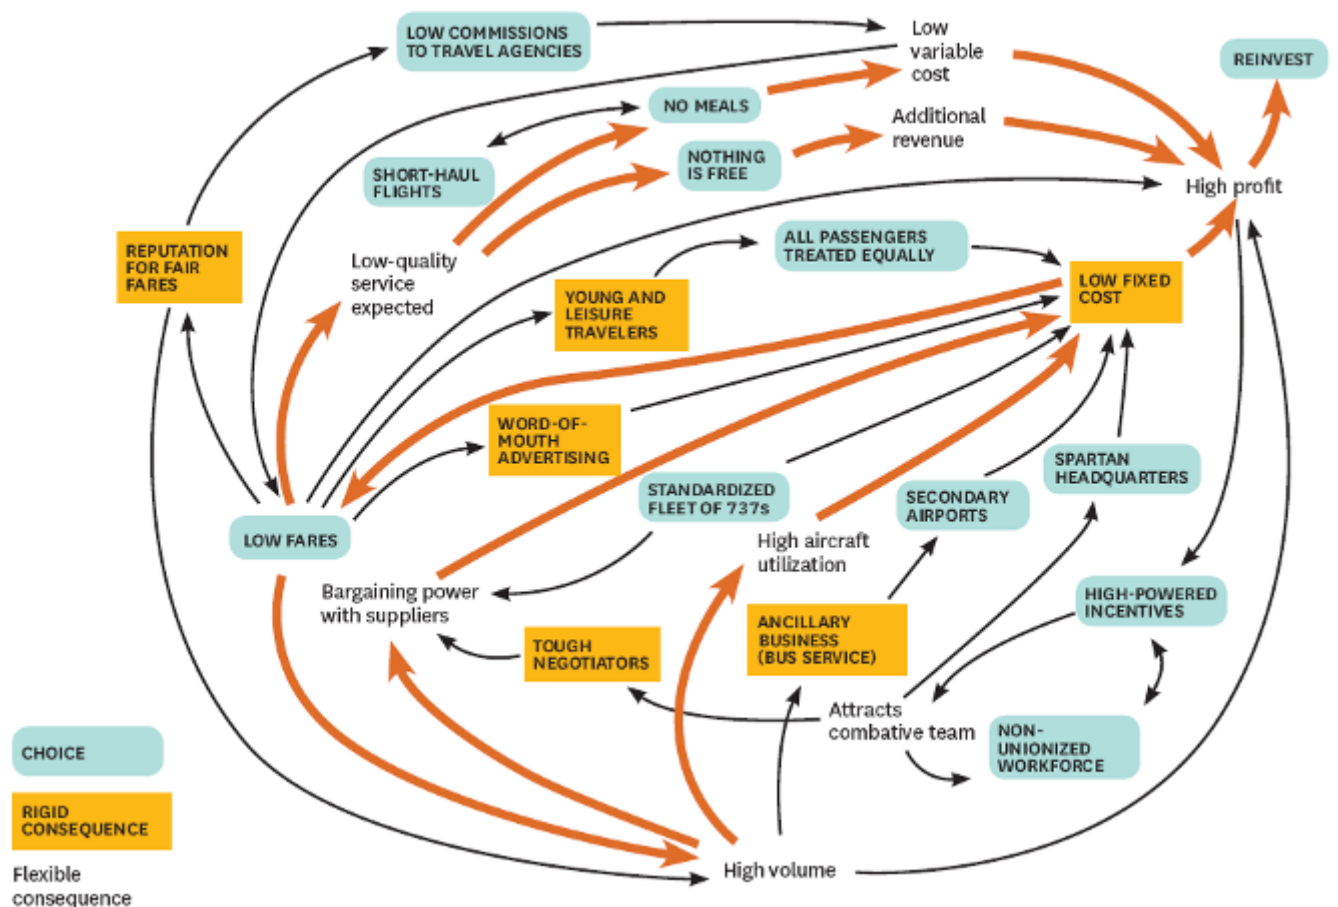 LOW COMMISSIONS
TO TRAVEL AGENCIES
Low
variable
cost
REINVEST
NO MEALS
Additional
revenue
SHORT-HAUL
FLIGHTS
NOTHING
IS FREE
High profit
REPUTATION
FOR FAIR
FARES
Low-quality
service
expected
ALL PASSENGERS
TREATED EQUALLY
YOUNG AND
LEISURE
TRAVELERS
LOW FIXED
COST
WORD-OF-
MOUTH
ADVERTISING
SPARTAN
HEADQUARTERS
STANDARDIZED
FLEET OF 737s
SECONDARY
AIRPORTS
LOW FARES
High aircraft
utilization
Bargaining power
with suppliers
HIGH-POWERED
INCENTIVES
ANCILLARY
BUSINESS
(BUS SERVICE)
TOUGH
NEGOTIATORS
Attracts
combative team
NON-
UNIONIZED
WORKFORCE
High volume
CHOICE
RIGID
CONSEQUENCE
Flexible
consequence